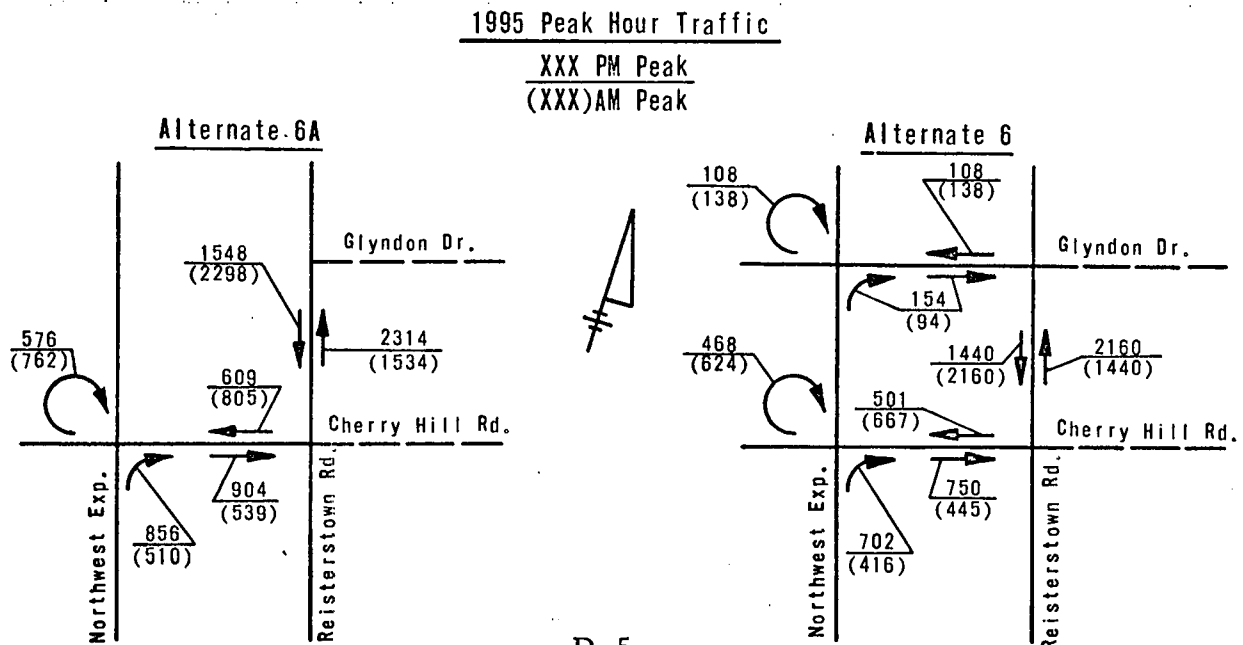 1995 Peak Hour Traffic
XXX PM Peak
(XXX)AM Peak
Alternate 6A
1548
(2298)
Glyndon Dr.
2314
(1534)
576
(762)
609
(805)
Cherry Hill Rd.
904
(539)
856
(510)
Northwest Exp.
Reisterstown Rd.
Alternate 6
108
(138)
108
(138)
Glyndon Dr.
154
(94)
1440
(2160)
2160
(1440)
468
(624)
501
(667)
Cherry Hill Rd.
750
(445)
702
(416)
Northwest Exp.
Reisterstown Rd.